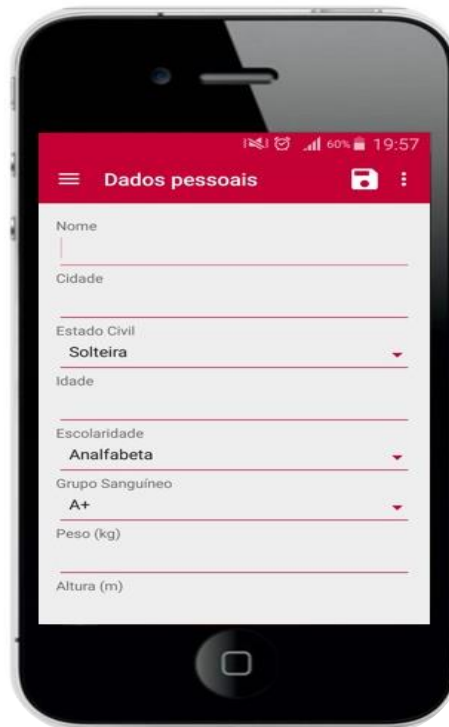 60% 19:57
Dados pessoais
Nome
Cidade
Estado Civil
Solteira
Idade
Escolaridade
Analfabeta
Grupo Sanguíneo
A+
Peso (kg)
Altura (m)